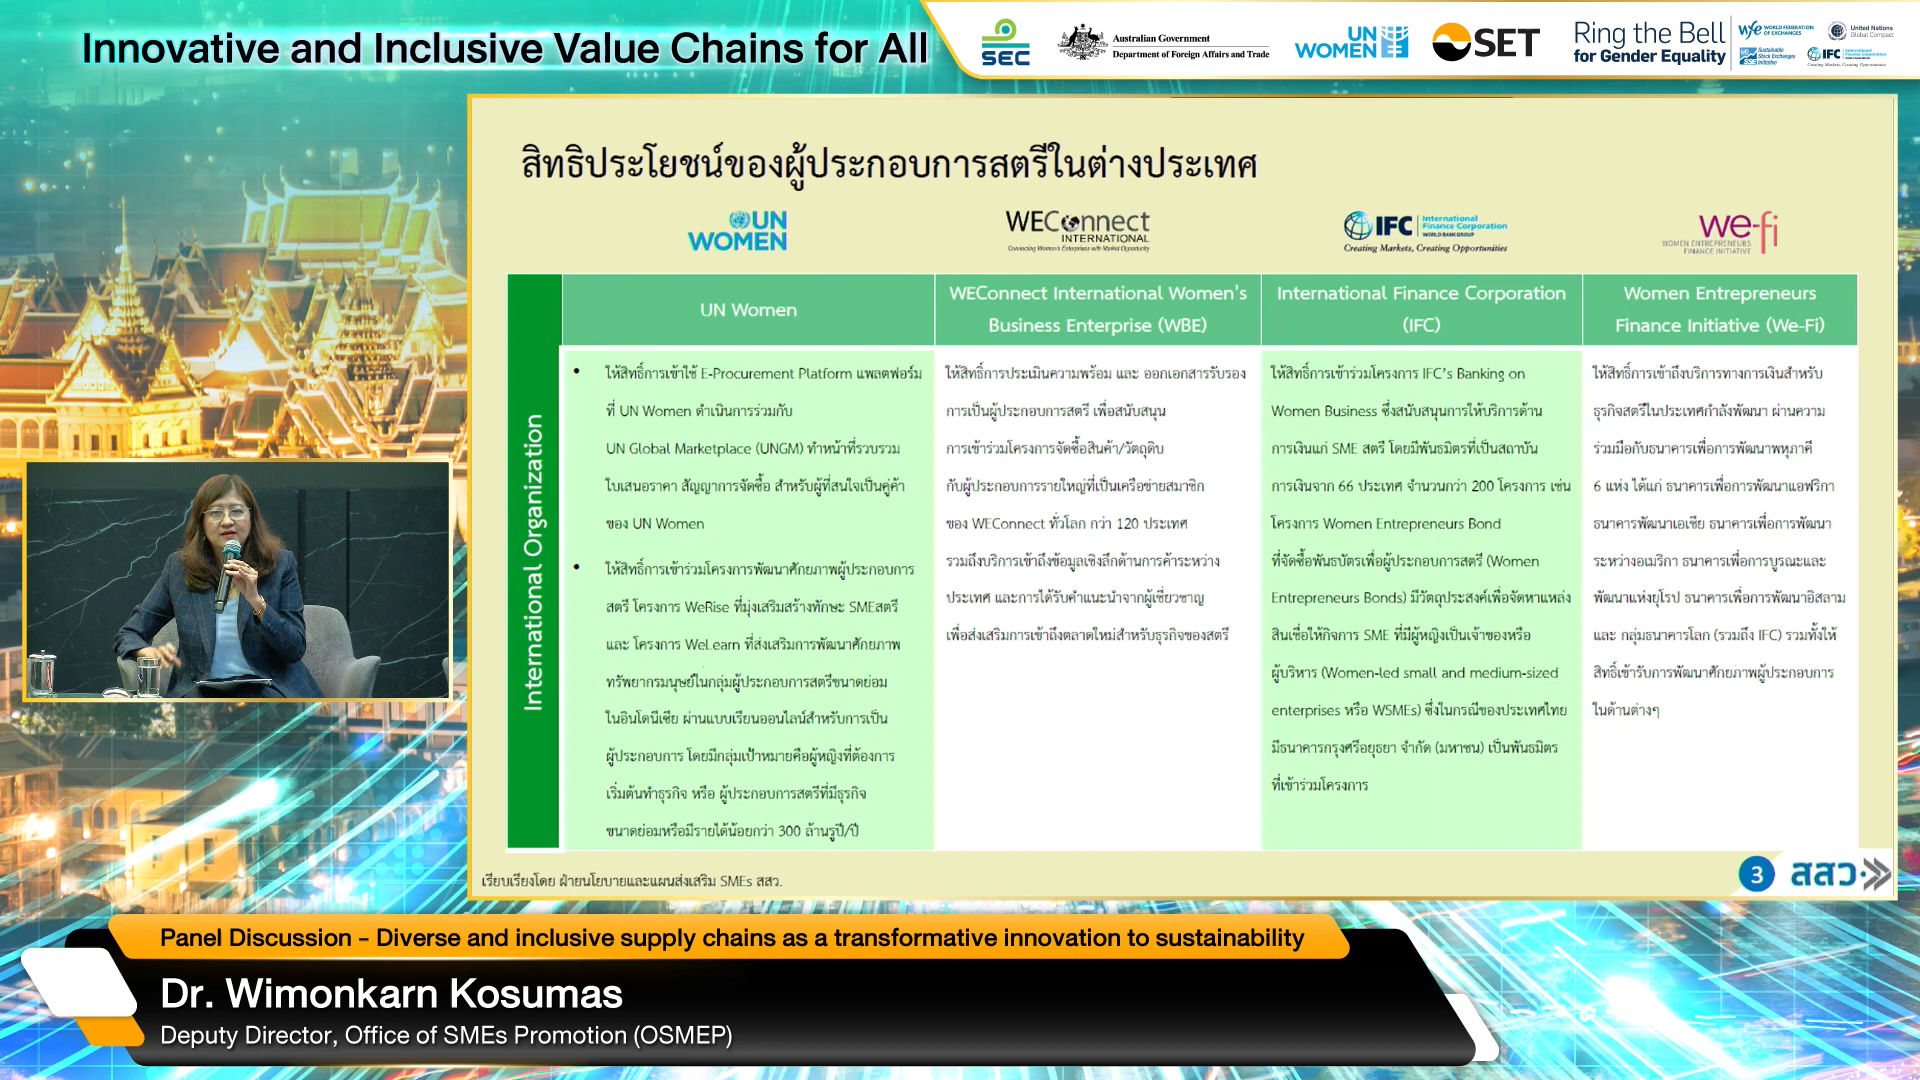 Innovative and Inclusive Value Chains for All
SEC
Australian Government
Department of Foreign Affairs and Trade
UN
WOMEN
SET
Ring the Bell
for Gender Equality
wfe WORLD FEDERATION
OF EXCHANGES
United Nations
Global Compact
Sustainable
Stock Exchanges
Initiative
IFC International
Finance Corporation
สิทธิประโยชน์ของผู้ประกอบการสตรีในต่างประเทศ
UN
WOMEN
WEConnect
INTERNATIONAL
Connecting Women's Enterprises with Market Opportunity
IFC International
Finance Corporation
WORLD BANK GROUP
Creating Markets, Creating Opportunities
we-fi
WOMEN ENTREPRENEURS
FINANCE INITIATIVE
International Organization
UN Women
WEConnect International Women's
Business Enterprise (WBE)
International Finance Corporation
(IFC)
Women Entrepreneurs
Finance Initiative (We-Fi)
• ให้สิทธิ์การเข้าใช้ E-Procurement Platform แพลตฟอร์ม
ที่ UN Women ดำเนินการร่วมกับ
UN Global Marketplace (UNGM) ทำหน้าที่รวบรวม
ใบเสนอราคา สัญญาการจัดซื้อ สำหรับผู้ที่สนใจเป็นคู่ค้า
ของ UN Women
• ให้สิทธิ์การเข้าร่วมโครงการพัฒนาศักยภาพผู้ประกอบการ
สตรี โครงการ WeRise ที่มุ่งเสริมสร้างทักษะ SMEสตรี
และ โครงการ WeLearn ที่ส่งเสริมการพัฒนาศักยภาพ
ทรัพยากรมนุษย์ในกลุ่มผู้ประกอบการสตรีขนาดย่อม
ในอินโดนีเซีย ผ่านแบบเรียนออนไลน์สำหรับการเป็น
ผู้ประกอบการ โดยมีกลุ่มเป้าหมายคือผู้หญิงที่ต้องการ
เริ่มต้นทำธุรกิจ หรือ ผู้ประกอบการสตรีที่มีธุรกิจ
ขนาดย่อมหรือมีรายได้น้อยกว่า 300 ล้านรูปี/ปี
ให้สิทธิ์การประเมินความพร้อม และ ออกเอกสารรับรอง
การเป็นผู้ประกอบการสตรี เพื่อสนับสนุน
การเข้าร่วมโครงการจัดซื้อสินค้า/วัตถุดิบ
กับผู้ประกอบการรายใหญ่ที่เป็นเครือข่ายสมาชิก
ของ WEConnect ทั่วโลก กว่า 120 ประเทศ
รวมถึงบริการเข้าถึงข้อมูลเชิงลึกด้านการค้าระหว่าง
ประเทศ และการได้รับคำแนะนำจากผู้เชี่ยวชาญ
เพื่อส่งเสริมการเข้าถึงตลาดใหม่สำหรับธุรกิจของสตรี
ให้สิทธิ์การเข้าร่วมโครงการ IFC's Banking on
Women Business ซึ่งสนับสนุนการให้บริการด้าน
การเงินแก่ SME สตรี โดยมีพันธมิตรที่เป็นสถาบัน
การเงินจาก 66 ประเทศ จำนวนกว่า 200 โครงการ เช่น
โครงการ Women Entrepreneurs Bond
ที่จัดซื้อพันธบัตรเพื่อผู้ประกอบการสตรี (Women
Entrepreneurs Bonds) มีวัตถุประสงค์เพื่อจัดหาแหล่ง
สินเชื่อให้กิจการ SME ที่มีผู้หญิงเป็นเจ้าของหรือ
ผู้บริหาร (Women-led small and medium-sized
enterprises หรือ WSMEs) ซึ่งในกรณีของประเทศไทย
มีธนาคารกรุงศรีอยุธยา จำกัด (มหาชน) เป็นพันธมิตร
ที่เข้าร่วมโครงการ
ให้สิทธิ์การเข้าถึงบริการทางการเงินสำหรับ
ธุรกิจสตรีในประเทศกำลังพัฒนา ผ่านความ
ร่วมมือกับธนาคารเพื่อการพัฒนาพหุภาคี
6 แห่ง ได้แก่ ธนาคารเพื่อการพัฒนาแอฟริกา
ธนาคารพัฒนาเอเชีย ธนาคารเพื่อการพัฒนา
ระหว่างอเมริกา ธนาคารเพื่อการบูรณะและ
พัฒนาแห่งยุโรป ธนาคารเพื่อการพัฒนาอิสลาม
และ กลุ่มธนาคารโลก (รวมถึง IFC) รวมทั้งให้
สิทธิ์เข้ารับการพัฒนาศักยภาพผู้ประกอบการ
ในด้านต่างๆ
เรียบเรียงโดย ฝ่ายนโยบายและแผนส่งเสริม SMEs สสว.
3
สสว.
Panel Discussion – Diverse and inclusive supply chains as a transformative innovation to sustainability
Dr. Wimonkarn Kosumas
Deputy Director, Office of SMEs Promotion (OSMEP)